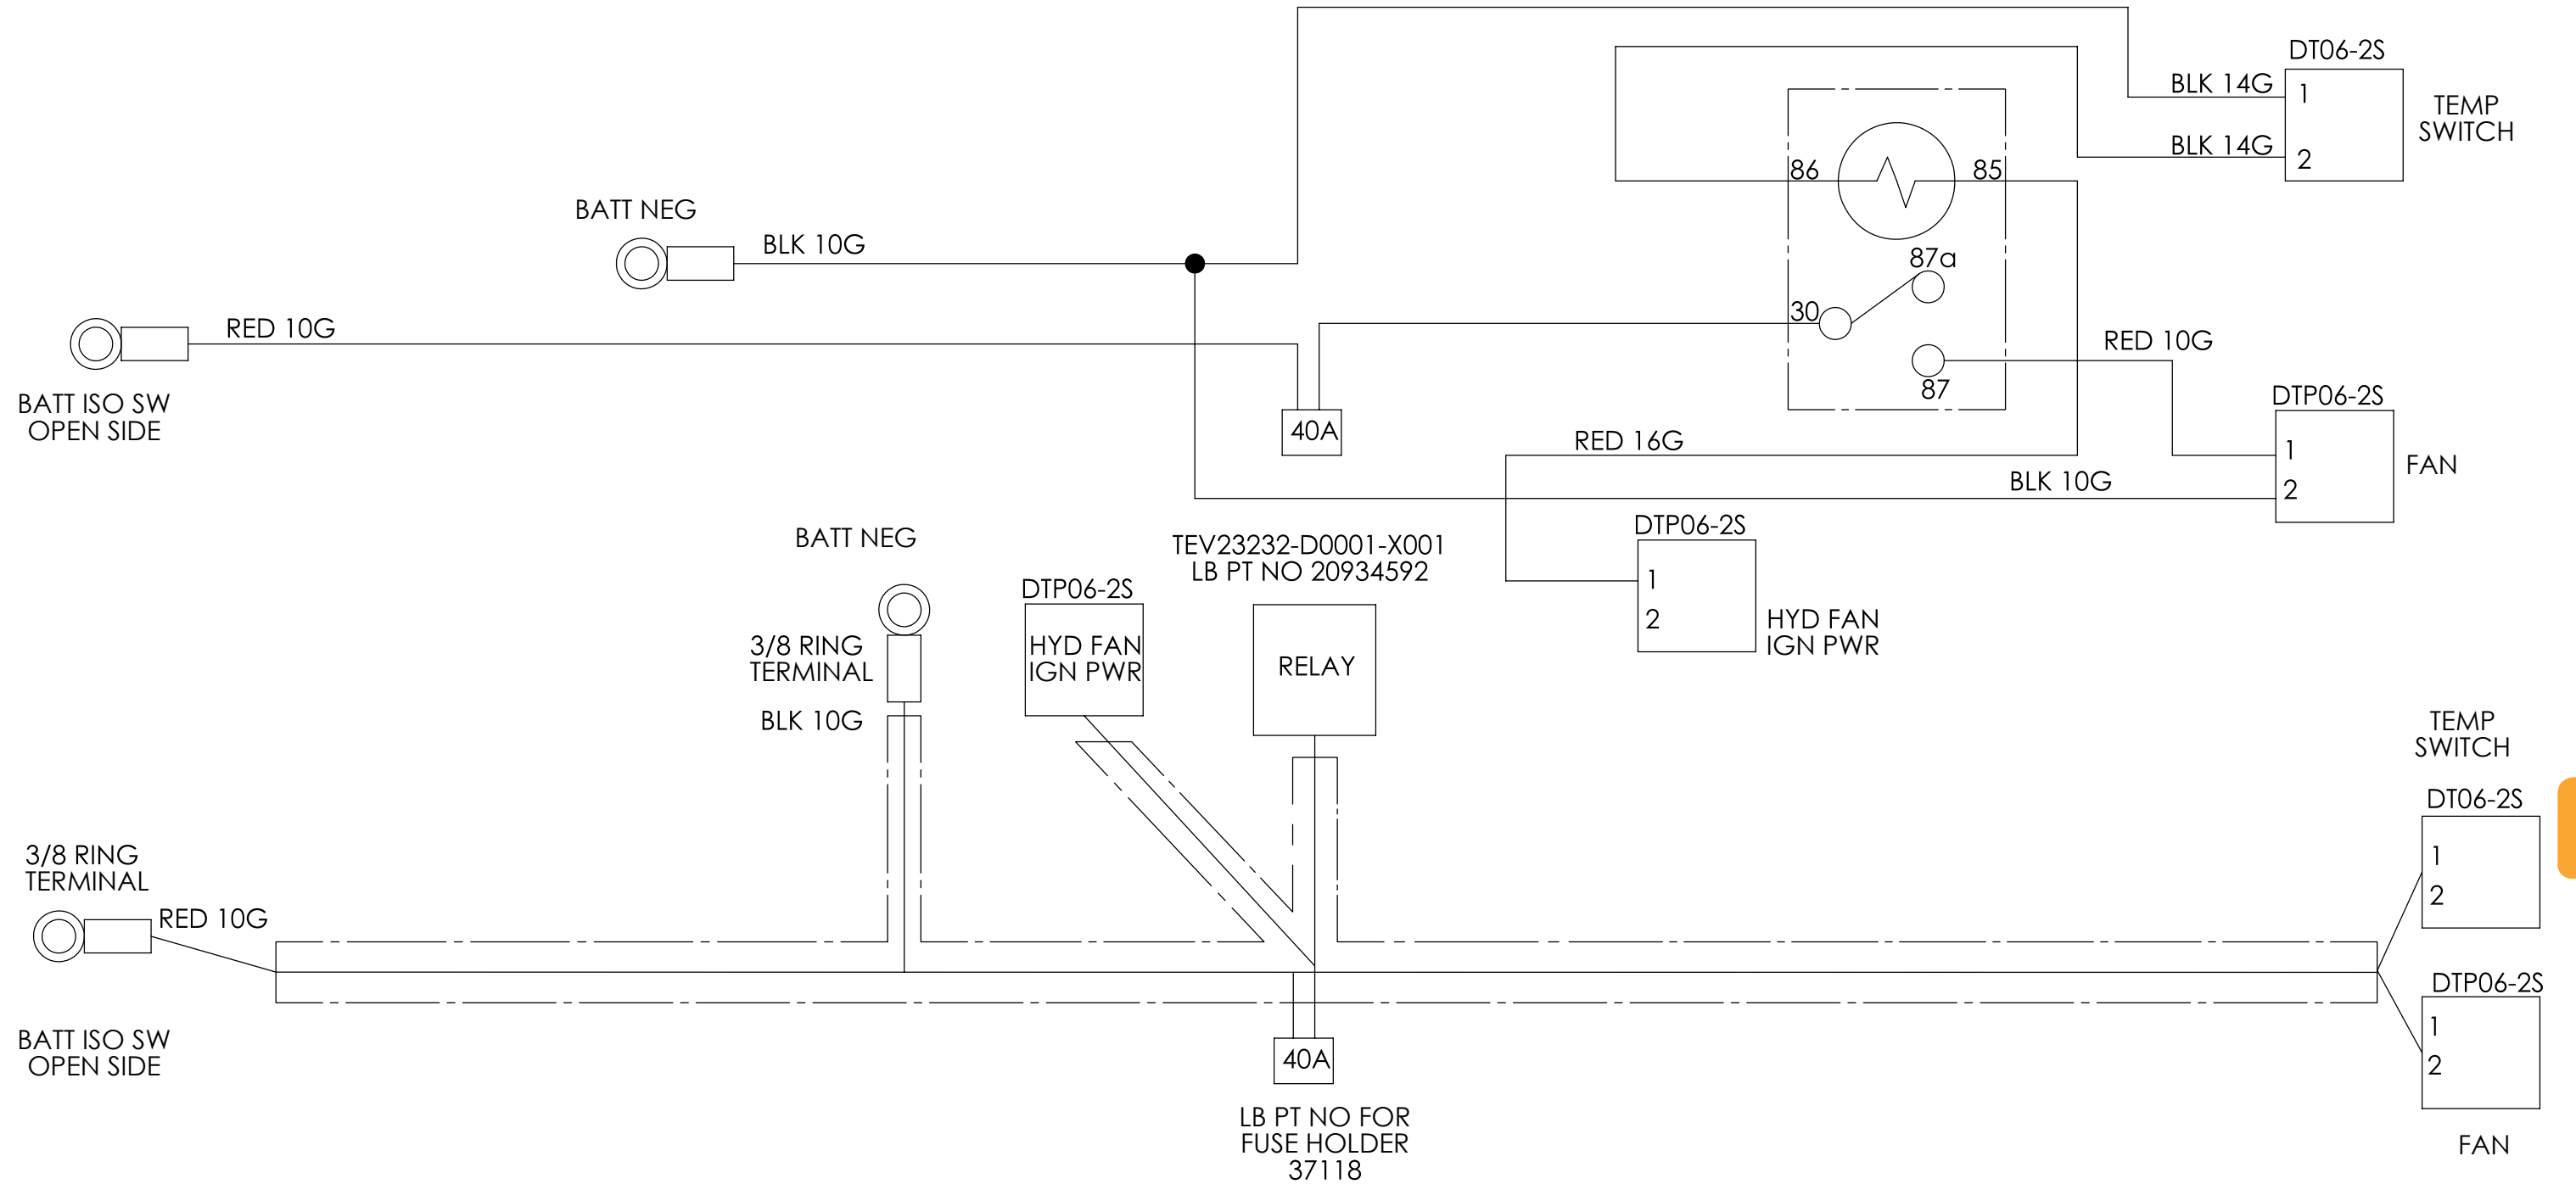 DT06-2S
BLK 14G
1
TEMP
SWITCH
BLK 14G
2
86
85
BATT NEG
BLK 10G
87a
30
RED 10G
RED 10G
87
DTP06-2S
BATT ISO SW
OPEN SIDE
40A
RED 16G
1
FAN
BLK 10G
2
DTP06-2S
BATT NEG
TEV23232-D0001-X001
LB PT NO 20934592
1
2
HYD FAN
IGN PWR
DTP06-2S
3/8 RING
TERMINAL
HYD FAN
IGN PWR
RELAY
BLK 10G
TEMP
SWITCH
DT06-2S
1
2
3/8 RING
TERMINAL
RED 10G
DTP06-2S
1
2
BATT ISO SW
OPEN SIDE
40A
LB PT NO FOR
FUSE HOLDER
37118
FAN